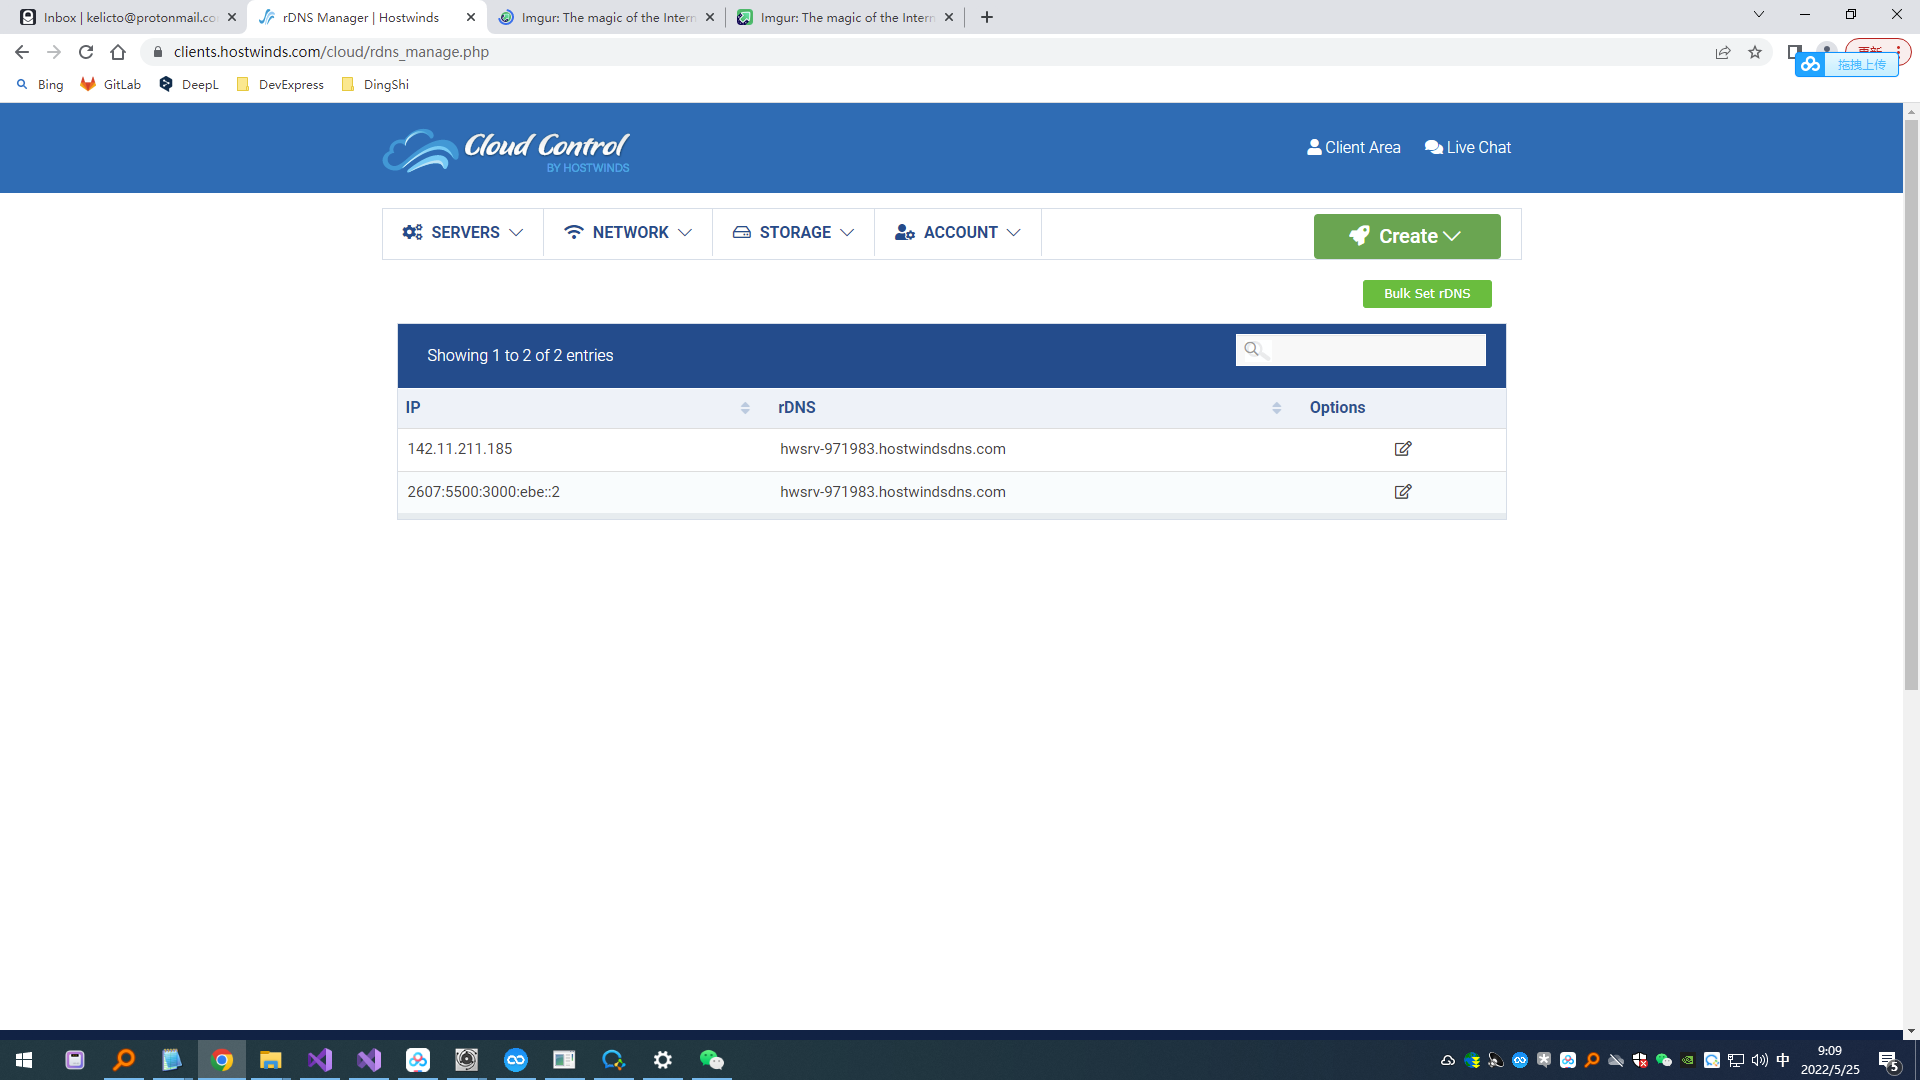 Inbox | kelicto@protonmail.co
rDNS Manager | Hostwinds
Imgur: The magic of the Intern
Imgur: The magic of the Intern
clients.hostwinds.com/cloud/rdns_manage.php
更新
拖拽上传
Bing
GitLab
DeepL
DevExpress
DingShi
Cloud Control
BY HOSTWINDS
Client Area
Live Chat
SERVERS
NETWORK
STORAGE
ACCOUNT
Create
Bulk Set rDNS
Showing 1 to 2 of 2 entries
IP
rDNS
Options
142.11.211.185
hwsrv-971983.hostwindsdns.com
2607:5500:3000:ebe::2
hwsrv-971983.hostwindsdns.com
中
9:09
2022/5/25
5